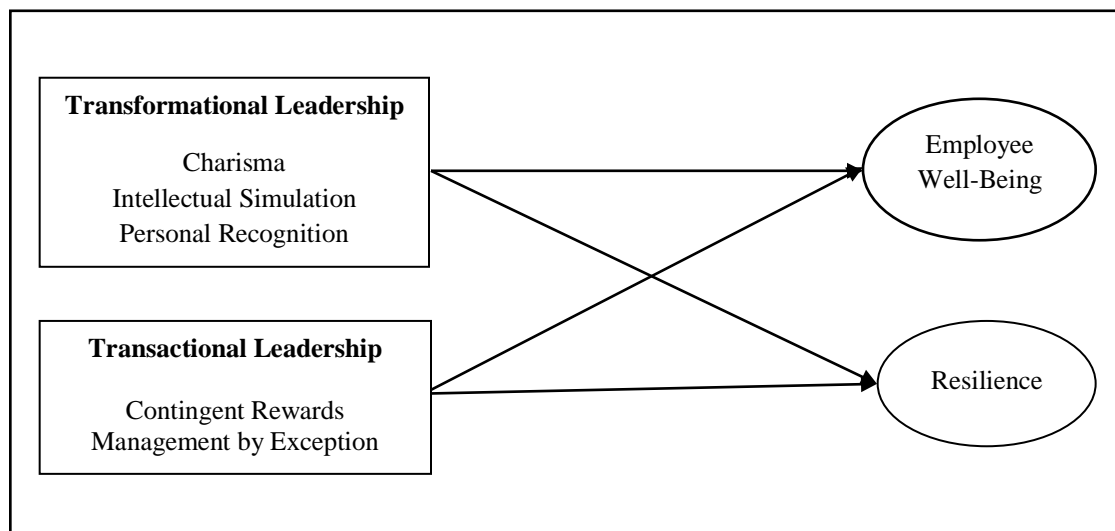 Transformational Leadership
Charisma
Intellectual Simulation
Personal Recognition
Transactional Leadership
Contingent Rewards
Management by Exception
Employee
Well-Being
Resilience